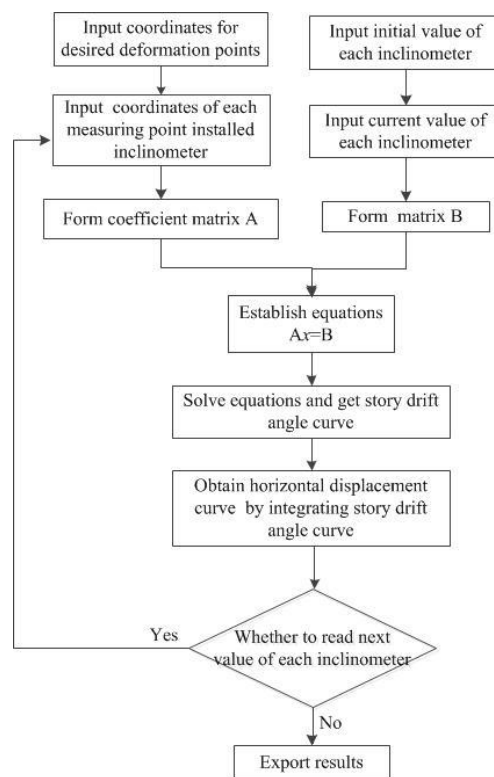 Input coordinates for
desired deformation points
Input initial value of
each inclinometer
Input coordinates of each
measuring point installed
inclinometer
Input current value of
each inclinometer
Form coefficient matrix A
Form matrix B
Establish equations
Ax=B
Solve equations and get story drift
angle curve
Obtain horizontal displacement
curve by integrating story drift
angle curve
Yes
Whether to read next
value of each inclinometer
No
Export results